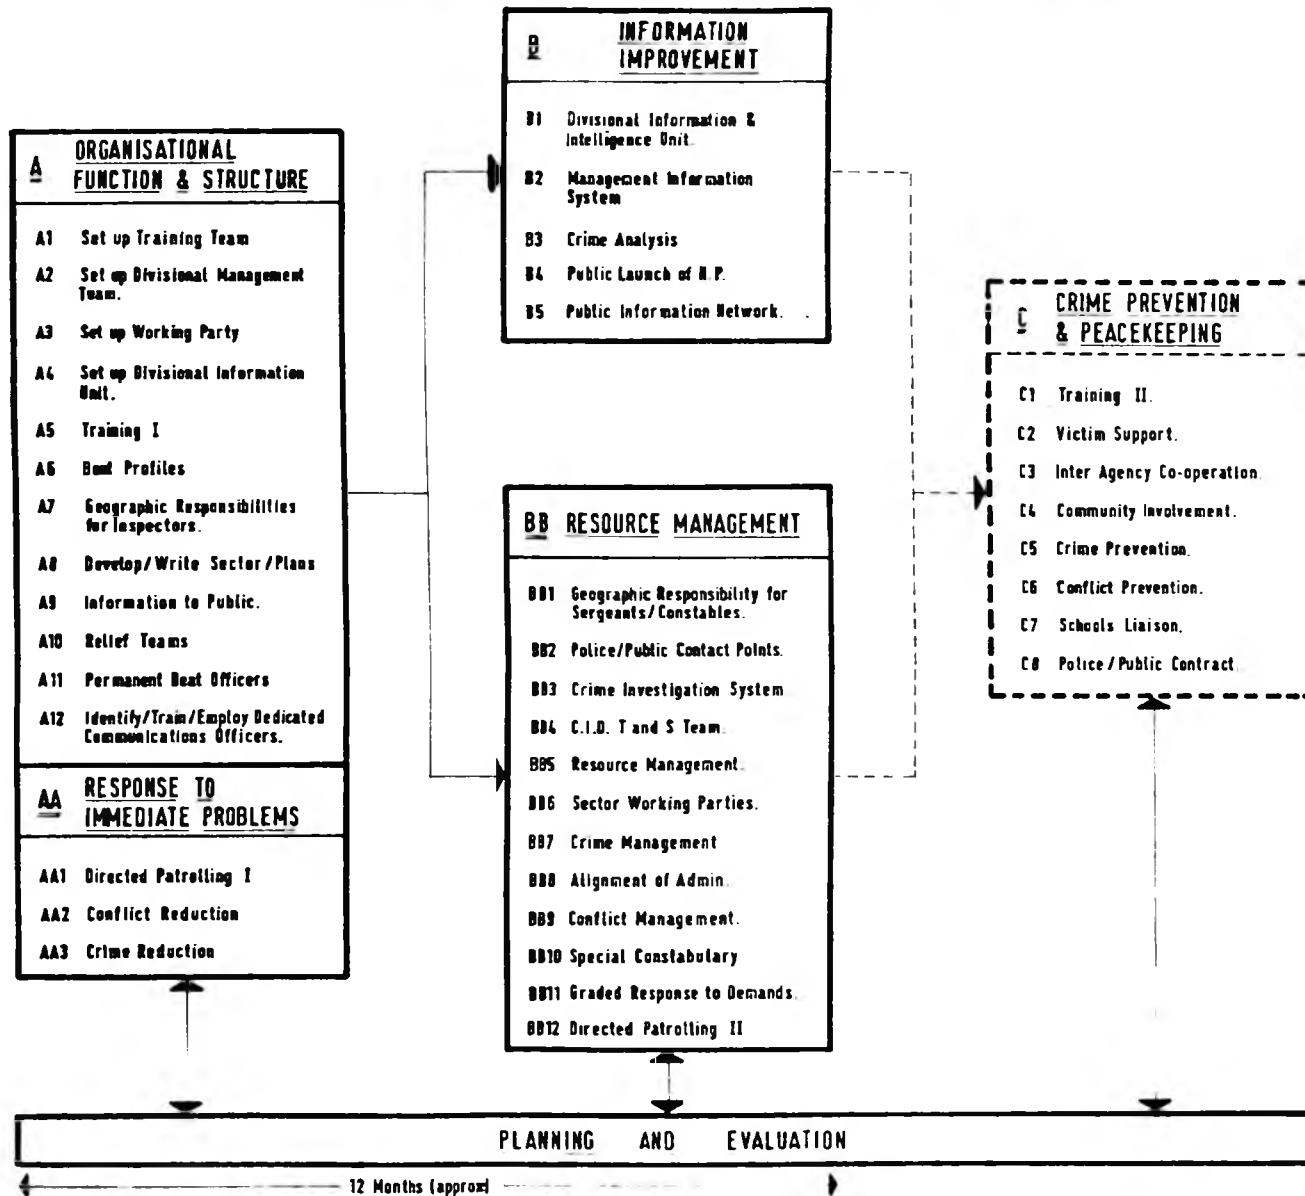 A ORGANISATIONAL
FUNCTION & STRUCTURE
A1 Set up Training Team
A2 Set up Divisional Management
Team.
A3 Set up Working Party
A4 Set up Divisional Information
Unit.
A5 Training I
A6 Beat Profiles
A7 Geographic Responsibilities
for Inspectors.
A8 Develop/Write Sector/Plans
A9 Information to Public.
A10 Relief Teams
A11 Permanent Beat Officers
A12 Identify/Train/Employ Dedicated
Communications Officers.
AA RESPONSE TO
IMMEDIATE PROBLEMS
AA1 Directed Patrolling I
AA2 Conflict Reduction
AA3 Crime Reduction
B INFORMATION
IMPROVEMENT
B1 Divisional Information &
Intelligence Unit.
B2 Management Information
System
B3 Crime Analysis
B4 Public Launch of N.P.
B5 Public Information Network.
BB RESOURCE MANAGEMENT
BB1 Geographic Responsibility for
Sergeants/Constables.
BB2 Police/Public Contact Points.
BB3 Crime Investigation System
BB4 C.I.D. T and S Team.
BB5 Resource Management.
BB6 Sector Working Parties.
BB7 Crime Management
BB8 Alignment of Admin.
BB9 Conflict Management.
BB10 Special Constabulary
BB11 Graded Response to Demands.
BB12 Directed Patrolling II
C CRIME PREVENTION
& PEACEKEEPING
C1 Training II.
C2 Victim Support.
C3 Inter Agency Co-operation.
C4 Community Involvement.
C5 Crime Prevention.
C6 Conflict Prevention.
C7 Schools Liaison.
C8 Police/Public Contract.
PLANNING AND EVALUATION
12 Months (approx)